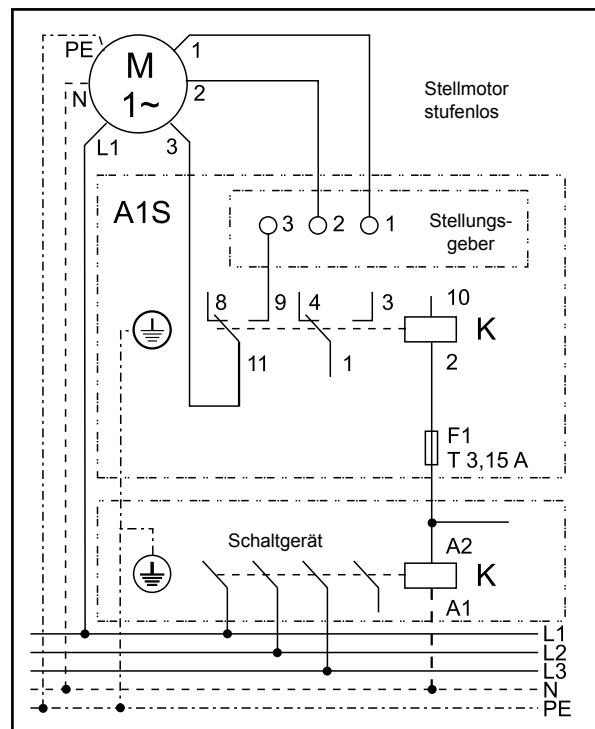 PE
1
M
1~
2
N
L1
3
Stellmotor
stufenlos
A1S
3
2
1
Stellungs-
geber
8
9
4
3
10
K
11
1
2
F1
T 3,15 A
Schaltgerät
A2
K
A1
L1
L2
L3
N
PE